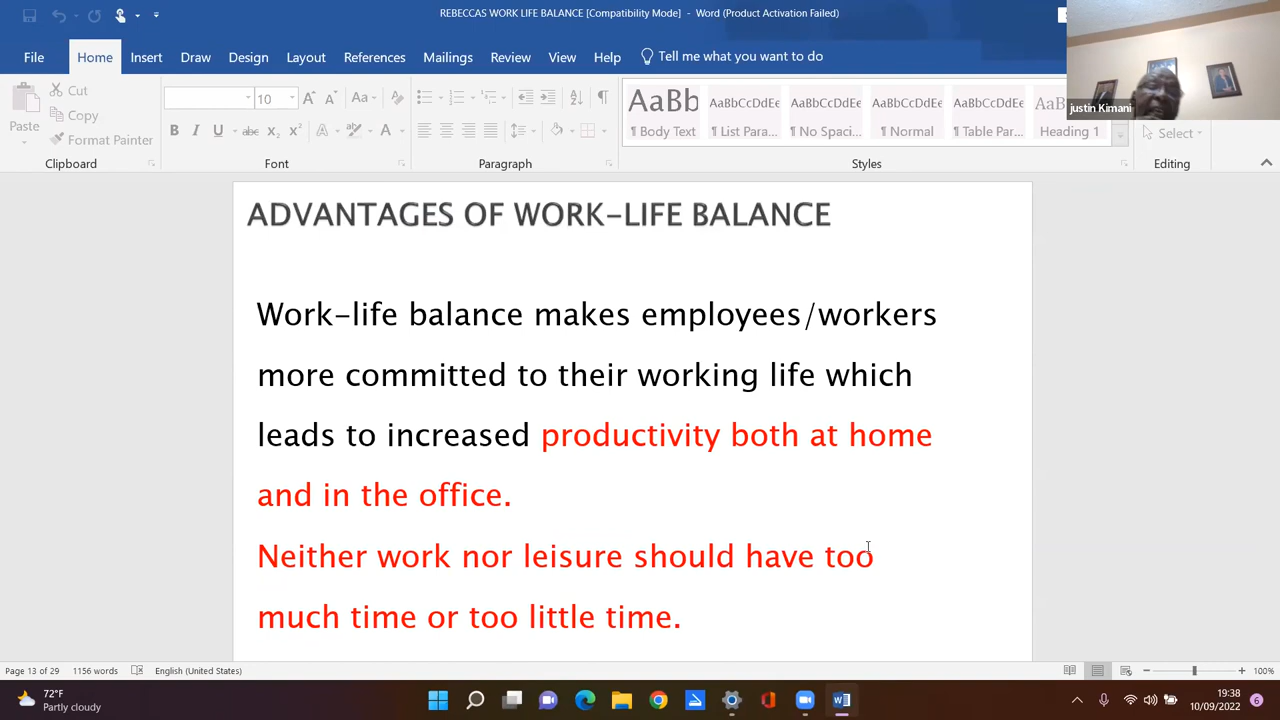 REBECCAS WORK LIFE BALANCE [Compatibility Mode] - Word (Product Activation Failed)
File Home Insert Draw Design Layout References Mailings Review View Help Tell me what you want to do
justin Kimani
Paste
Cut
Copy
Format Painter
10
Aa
B I U abc x₂ x² A
AaBb AaBbCcDdEe AaBbCcDdEe AaBbCcDdEe AaBbCcDdEe
¶ Body Text ¶ List Para... ¶ No Spaci... ¶ Normal ¶ Table Par... Heading 1
Select
Clipboard Font Paragraph Styles Editing
ADVANTAGES OF WORK-LIFE BALANCE
Work-life balance makes employees/workers
more committed to their working life which
leads to increased productivity both at home
and in the office.
Neither work nor leisure should have too
much time or too little time.
Page 13 of 29 1156 words English (United States) 100%
72°F
Partly cloudy
19:38
10/09/2022
6